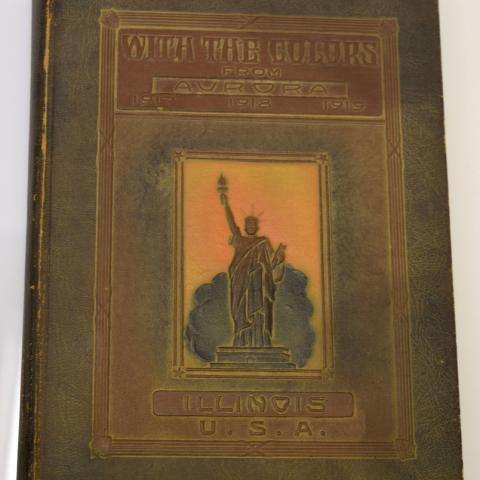 WITH THE COLORS
FROM
AURORA
1917 1918 1919
ILLINOIS
U.S.A.